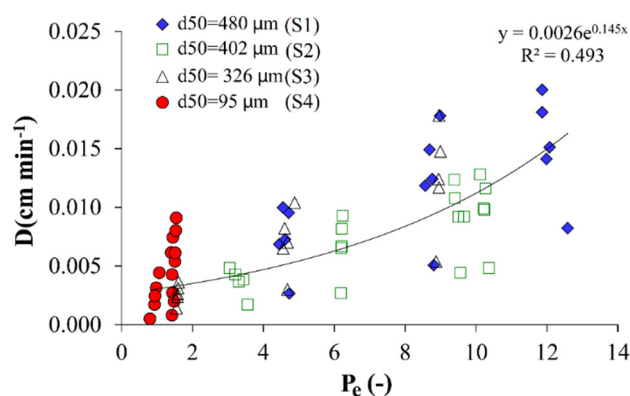 d50=480 µm (S1)
d50=402 µm (S2)
d50= 326 µm (S3)
d50=95 µm (S4)
y = 0.0026e^0.145x
R² = 0.493
0.025
0.020
0.015
0.010
0.005
0.000
D(cm min⁻¹)
0 2 4 6 8 10 12 14
Pe (-)